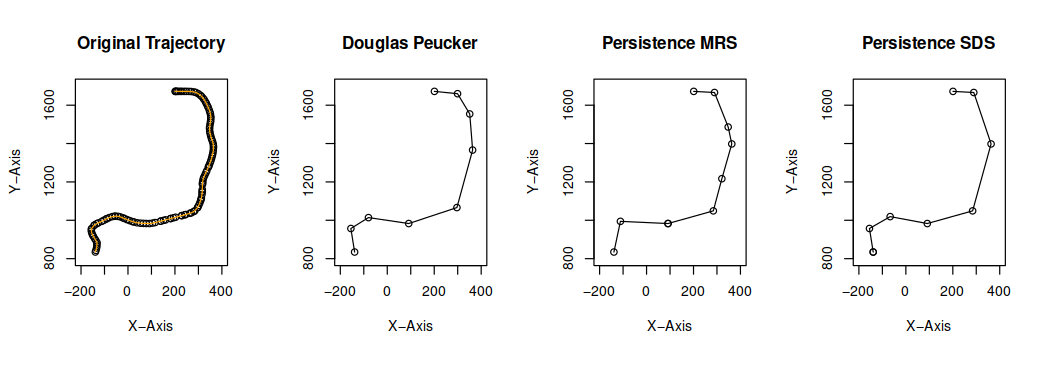 Original Trajectory
Y−Axis
800
1200
1600
−200 0 200 400
X−Axis
Douglas Peucker
Y−Axis
800
1200
1600
−200 0 200 400
X−Axis
Persistence MRS
Y−Axis
800
1200
1600
−200 0 200 400
X−Axis
Persistence SDS
Y−Axis
800
1200
1600
−200 0 200 400
X−Axis